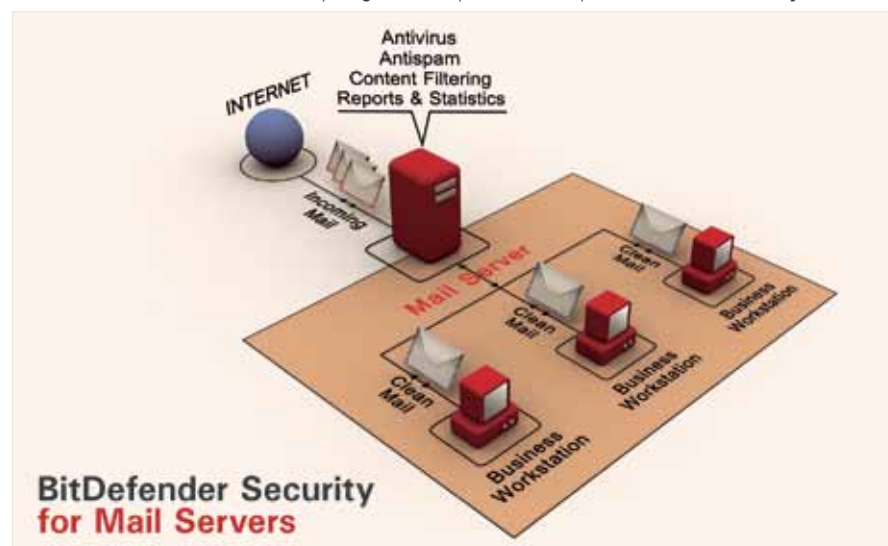 Antivirus
Antispam
Content Filtering
Reports & Statistics
INTERNET
Incoming
Mail
Mail Server
Clean
Mail
Business
Workstation
Clean
Mail
Business
Workstation
Clean
Mail
Business
Workstation
BitDefender Security
for Mail Servers